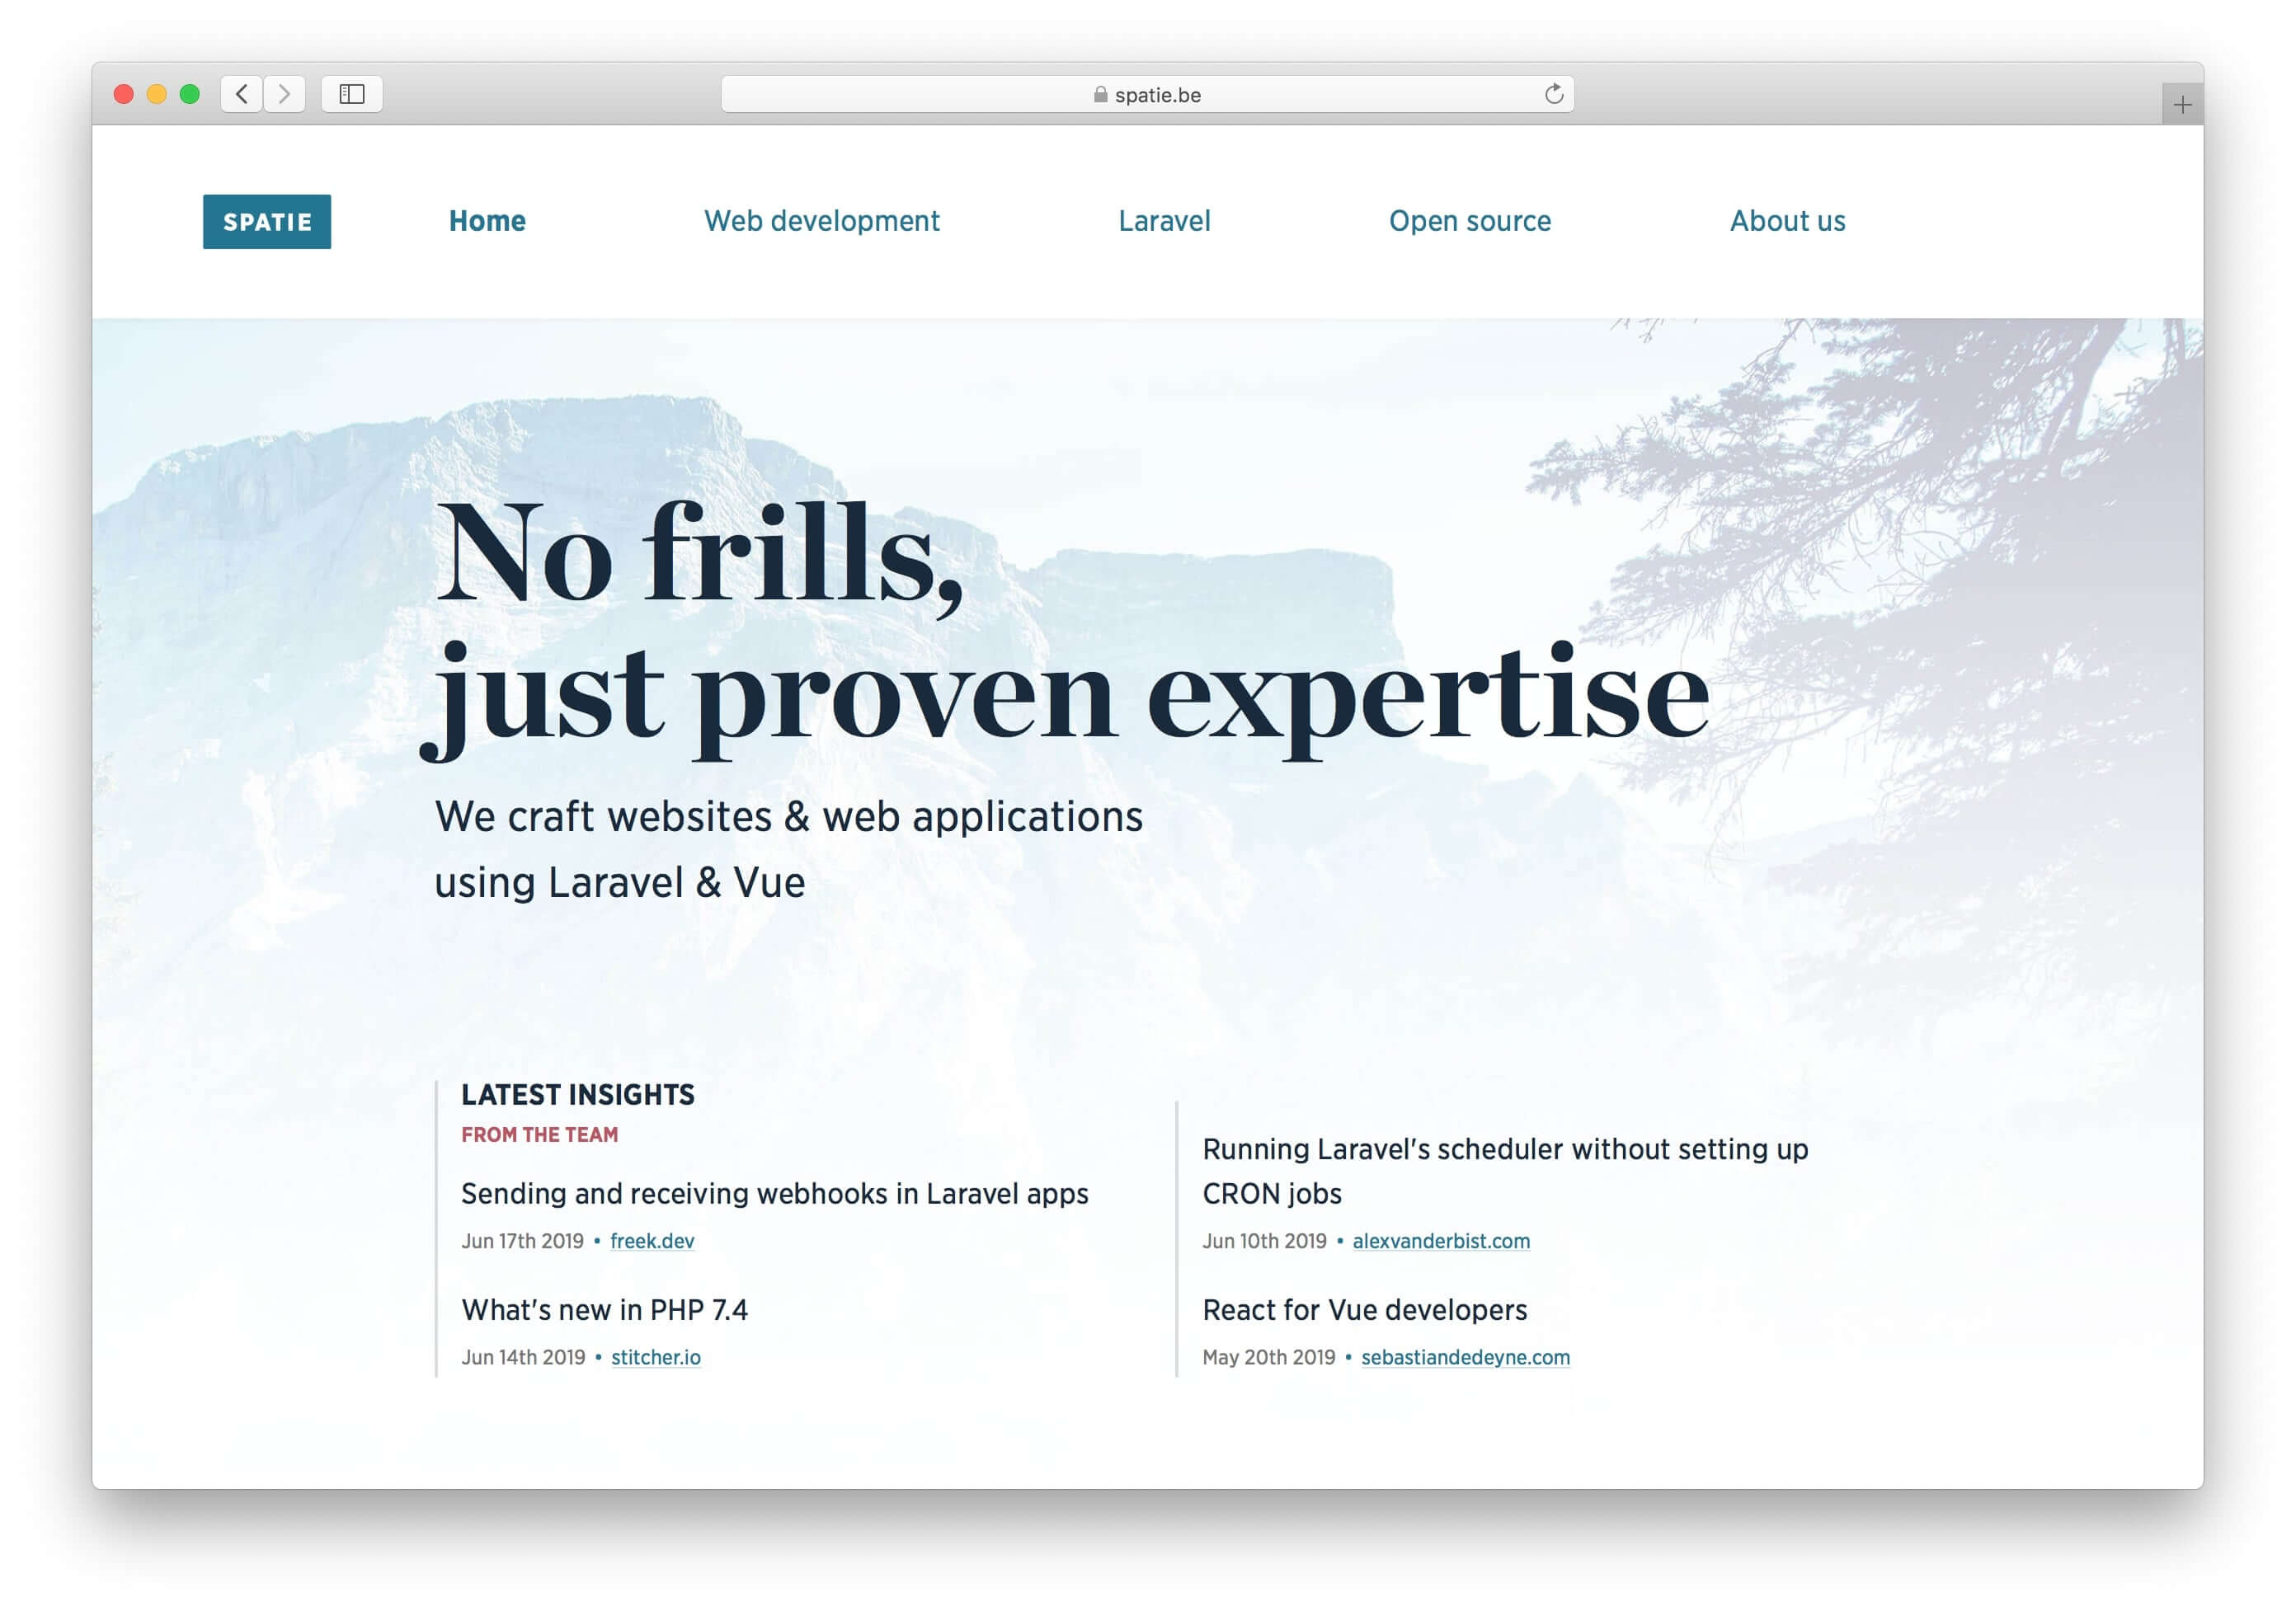 spatie.be
SPATIE
Home
Web development
Laravel
Open source
About us
No frills,
just proven expertise
We craft websites & web applications
using Laravel & Vue
LATEST INSIGHTS
FROM THE TEAM
Sending and receiving webhooks in Laravel apps
Jun 17th 2019 • freek.dev
What's new in PHP 7.4
Jun 14th 2019 • stitcher.io
Running Laravel's scheduler without setting up
CRON jobs
Jun 10th 2019 • alexvanderbist.com
React for Vue developers
May 20th 2019 • sebastiandedeyne.com